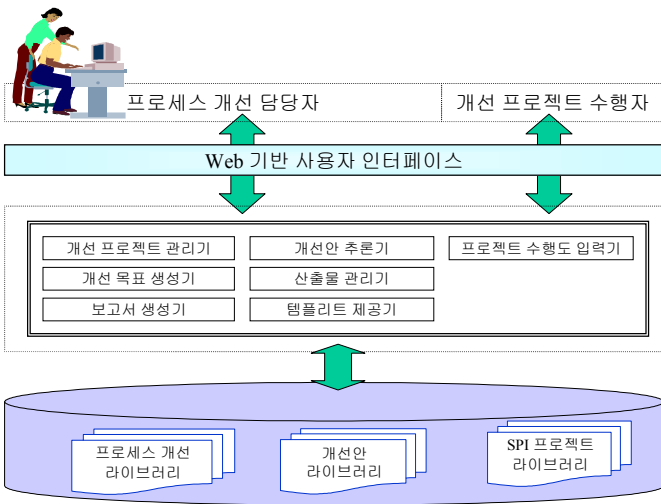 프로세스 개선 담당자
개선 프로젝트 수행자
Web 기반 사용자 인터페이스
개선 프로젝트 관리기
개선안 추론기
프로젝트 수행도 입력기
개선 목표 생성기
산출물 관리기
보고서 생성기
템플리트 제공기
프로세스 개선
라이브러리
개선안
라이브러리
SPI 프로젝트
라이브러리